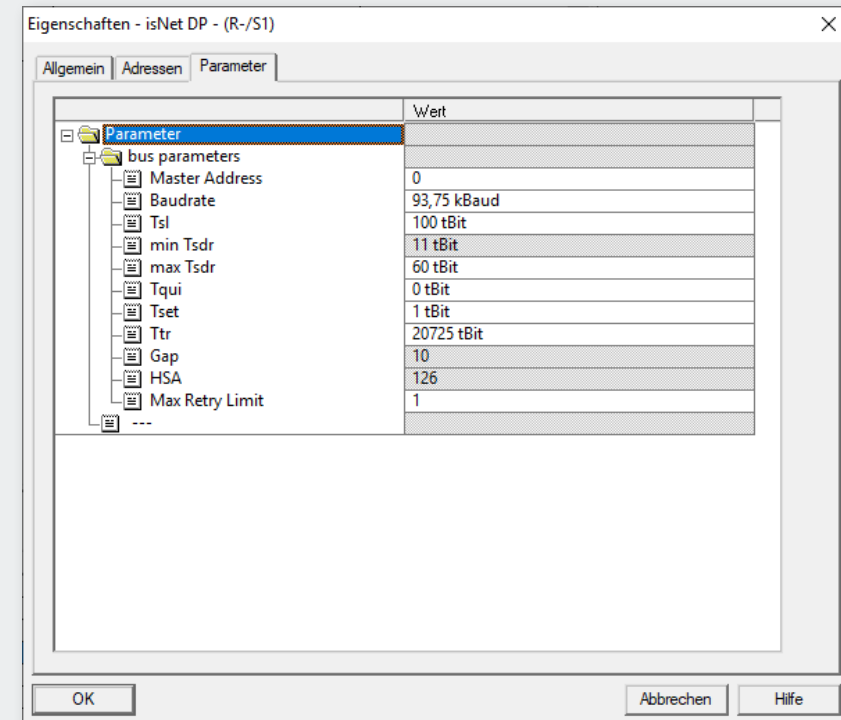 Eigenschaften - isNet DP - (R-/S1)
Allgemein Adressen Parameter
Wert
Parameter
bus parameters
Master Address 0
Baudrate 93,75 kBaud
Tsl 100 tBit
min Tsdr 11 tBit
max Tsdr 60 tBit
Tqui 0 tBit
Tset 1 tBit
Ttr 20725 tBit
Gap 10
HSA 126
Max Retry Limit 1
---
OK Abbrechen Hilfe